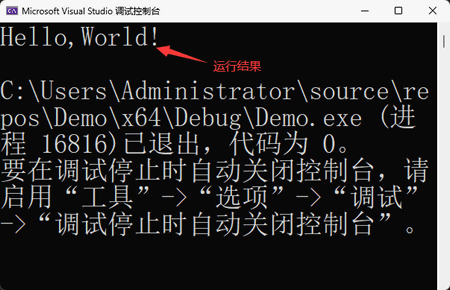 Microsoft Visual Studio 调试控制台
Hello,World!
运行结果
C:\Users\Administrator\source\re
pos\Demo\x64\Debug\Demo.exe (进
程 16816)已退出，代码为 0。
要在调试停止时自动关闭控制台，请
启用“工具”->“选项”->“调试”
->“调试停止时自动关闭控制台”。